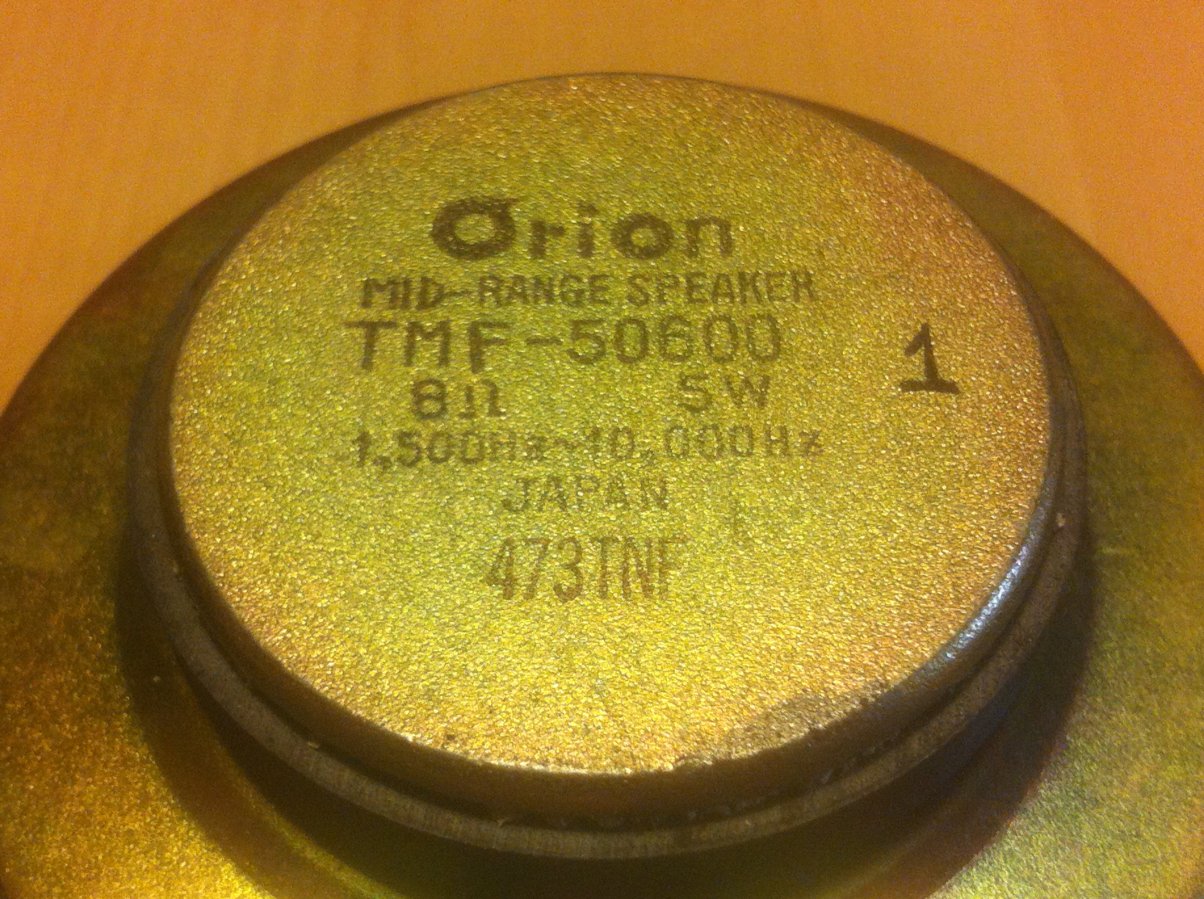 Orion
MID-RANGE SPEAKER
TMF-50600
8Ω 5W
1
1,500Hz~10,000Hz
JAPAN
473TNF